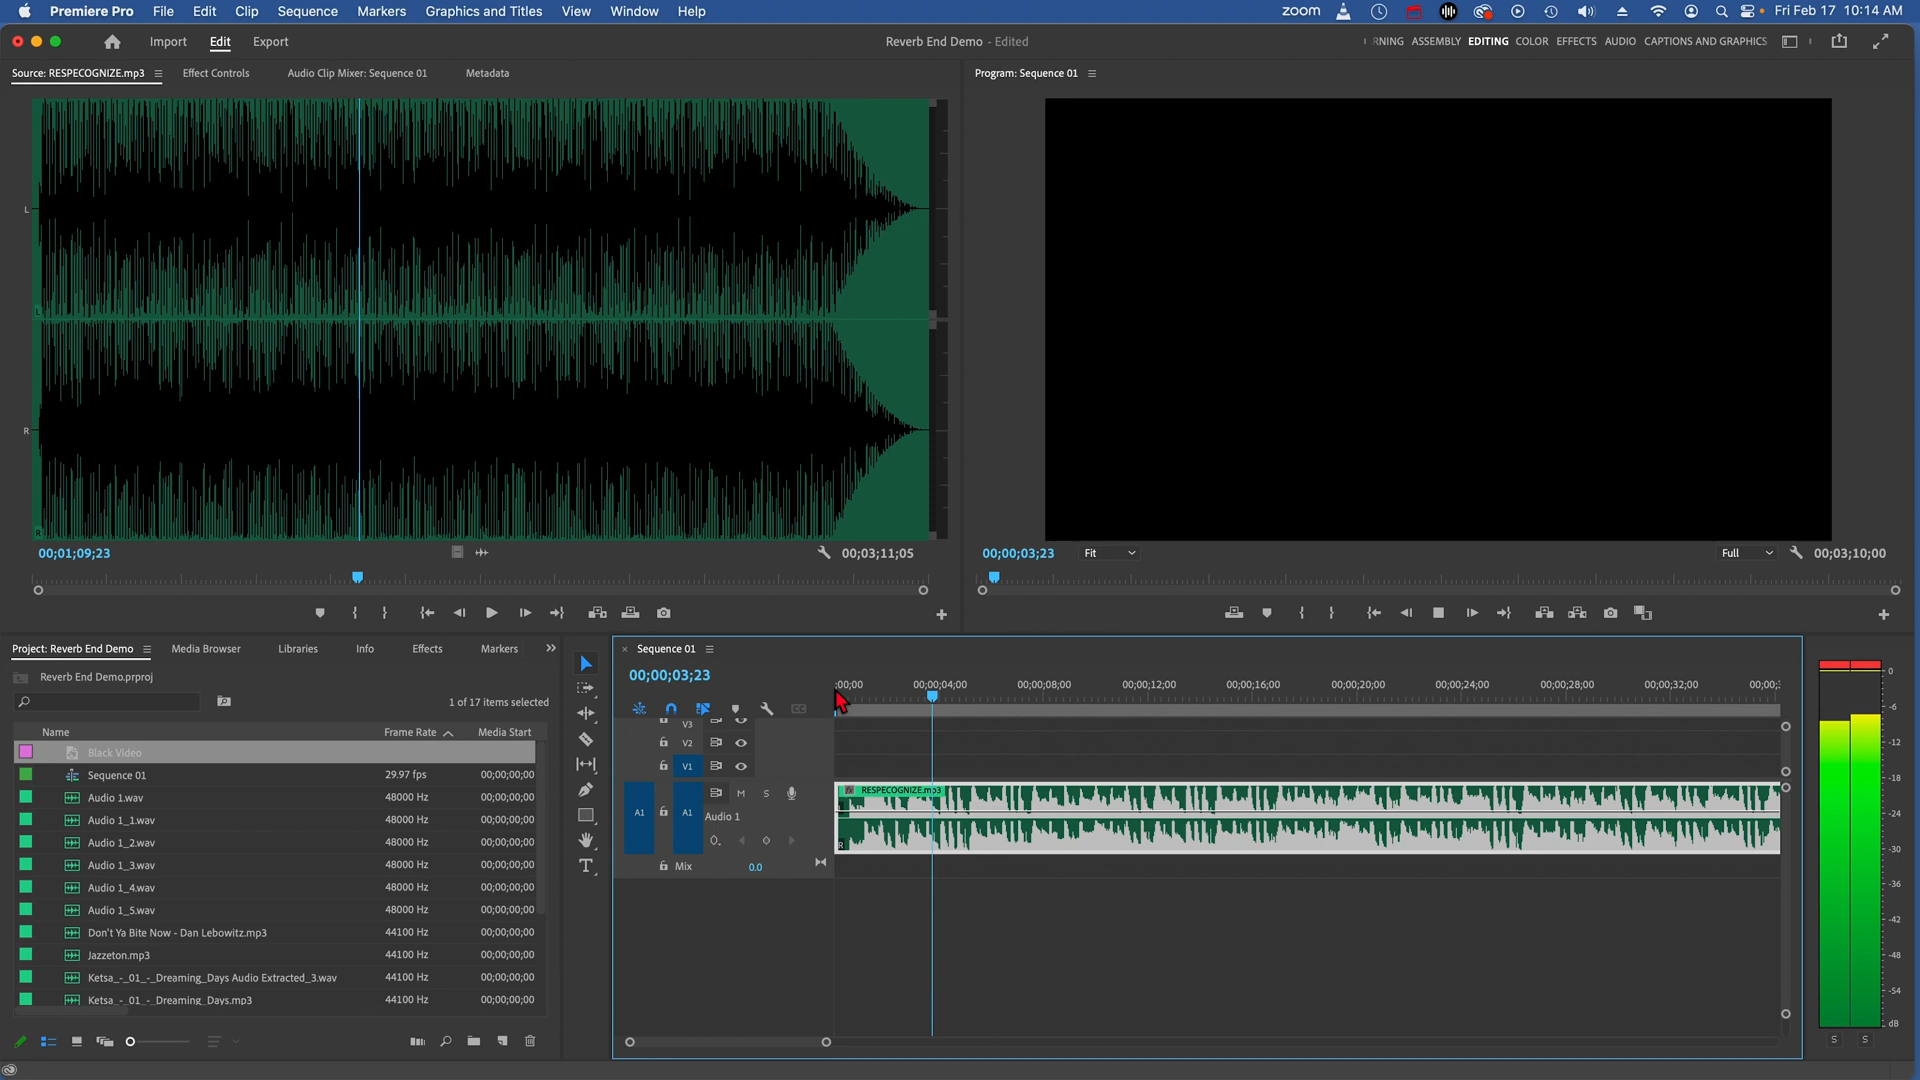 Premiere Pro File Edit Clip Sequence Markers Graphics and Titles View Window Help
zoom Fri Feb 17 10:14 AM
Import Edit Export
Reverb End Demo - Edited
RNING ASSEMBLY EDITING COLOR EFFECTS AUDIO CAPTIONS AND GRAPHICS
Source: RESPECOGNIZE.mp3 Effect Controls Audio Clip Mixer: Sequence 01 Metadata
Program: Sequence 01
L
L
R
R
00;01;09;23 00;03;11;05
00;00;03;23 Fit Full 00;03;10;00
Project: Reverb End Demo Media Browser Libraries Info Effects Markers
Reverb End Demo.prproj
1 of 17 items selected
Name Frame Rate Media Start
Black Video
Sequence 01 29.97 fps 00;00;00;00
Audio 1.wav 48000 Hz 00;00;00;00
Audio 1_1.wav 48000 Hz 00;00;00;00
Audio 1_2.wav 48000 Hz 00;00;00;00
Audio 1_3.wav 48000 Hz 00;00;00;00
Audio 1_4.wav 48000 Hz 00;00;00;00
Audio 1_5.wav 48000 Hz 00;00;00;00
Don't Ya Bite Now - Dan Lebowitz.mp3 44100 Hz 00;00;00;00
Jazzeton.mp3 44100 Hz 00;00;00;00
Ketsa_-_01_-_Dreaming_Days Audio Extracted_3.wav 44100 Hz 00;00;00;00
Ketsa_-_01_-_Dreaming_Days.mp3 44100 Hz 00;00;00;00
Sequence 01
00;00;03;23
:00;00 00;00;04;00 00;00;08;00 00;00;12;00 00;00;16;00 00;00;20;00 00;00;24;00 00;00;28;00 00;00;32;00 00;00;:
V3
V2
V1
A1 A1 M S
Audio 1
Mix 0.0
RESPECOGNIZE.mp3
R
0
-6
-12
-18
-24
-30
-36
-42
-48
-54
dB
S S